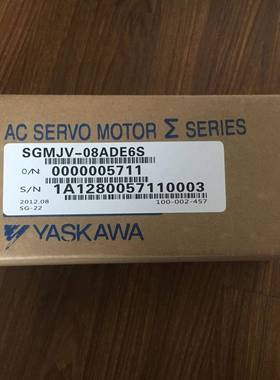 AC SERVO MOTOR Σ SERIES
SGMJV-08ADE6S
O/N 0000005711
S/N 1A1280057110003
2012.08
SG-22 100-002-457
YASKAWA